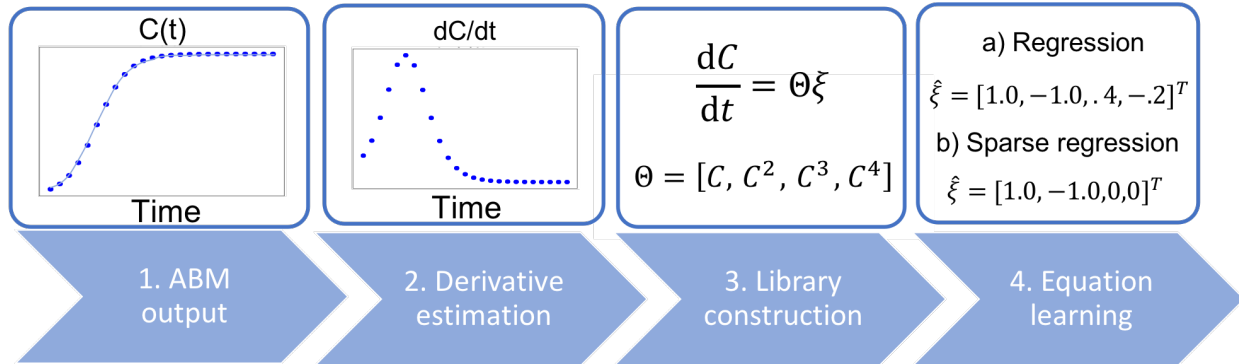 C(t)
Time
dC/dt
Time
dC/dt = Θξ
Θ = [C, C², C³, C⁴]
a) Regression
ξ̂ = [1.0, −1.0, .4, −.2]ᵀ
b) Sparse regression
ξ̂ = [1.0, −1.0,0,0]ᵀ
1. ABM
output
2. Derivative
estimation
3. Library
construction
4. Equation
learning